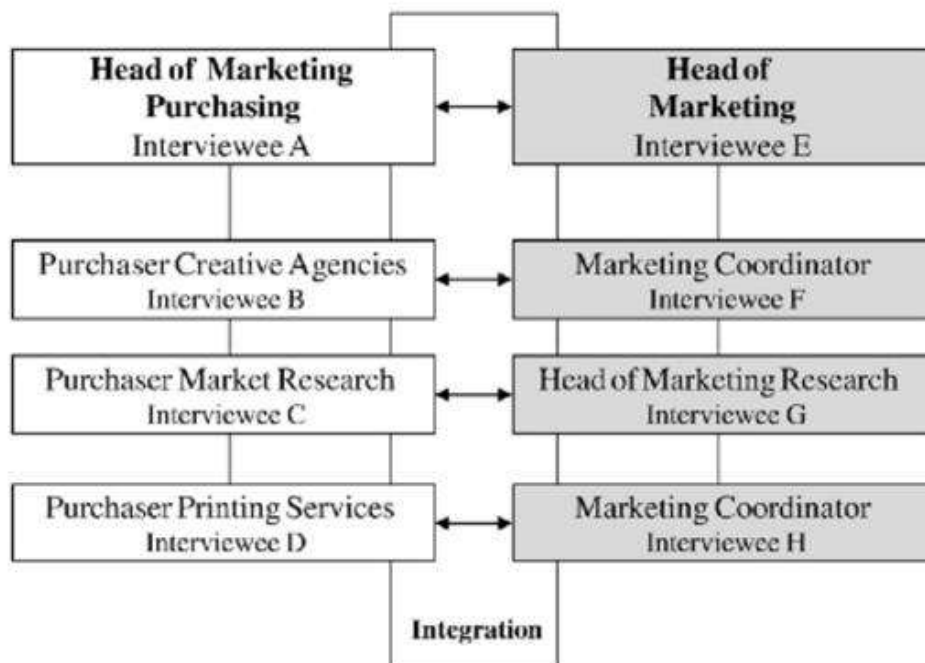 Head of Marketing
Purchasing
Interviewee A
Head of
Marketing
Interviewee E
Purchaser Creative Agencies
Interviewee B
Marketing Coordinator
Interviewee F
Purchaser Market Research
Interviewee C
Head of Marketing Research
Interviewee G
Purchaser Printing Services
Interviewee D
Marketing Coordinator
Interviewee H
Integration